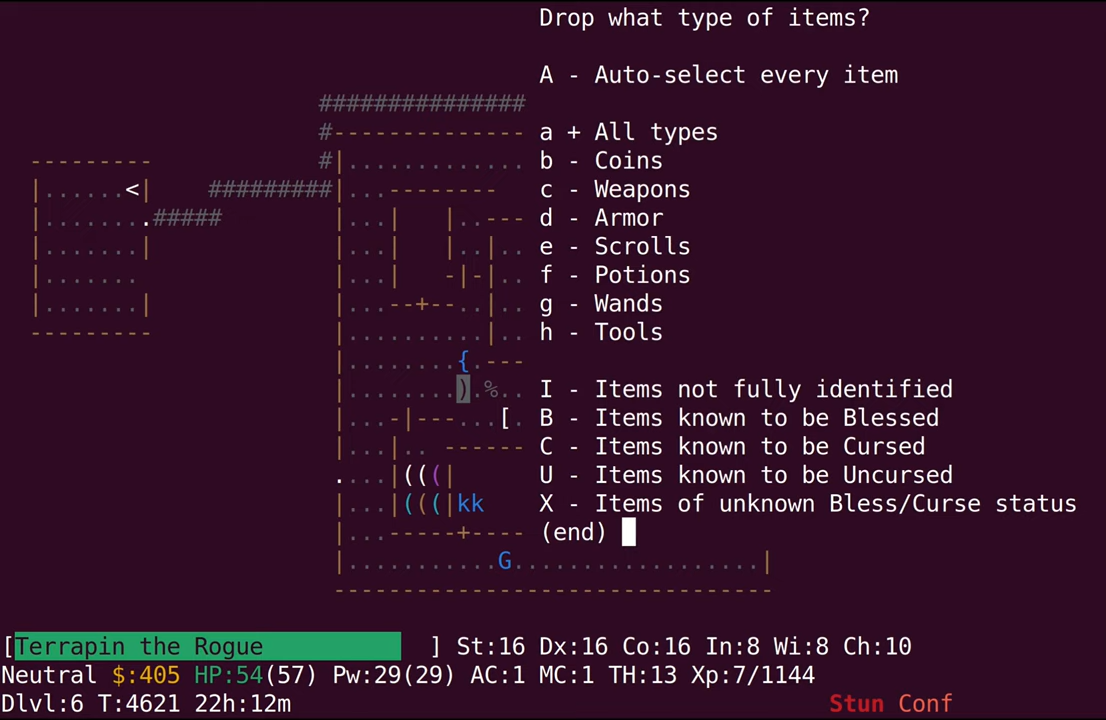 Drop what type of items?
A - Auto-select every item
###############
#-------------- a + All types
--------- #|............. b - Coins
|......<| #########|...-------- c - Weapons
|.......##### |...| |..--- d - Armor
|.......| |...| |..|.. e - Scrolls
|....... |...| -|-|.. f - Potions
|.......| |...--+-- ..|.. g - Wands
--------- |..........|.. h - Tools
|........{.---
|........).%.. I - Items not fully identified
|...-|--- ...[. B - Items known to be Blessed
|...|.. ------ C - Items known to be Cursed
....|(((| U - Items known to be Uncursed
|...|(((|kk X - Items of unknown Bless/Curse status
|...-----+---- (end)
|...........G..................|
--------------------------------
[Terrapin the Rogue ] St:16 Dx:16 Co:16 In:8 Wi:8 Ch:10
Neutral $:405 HP:54(57) Pw:29(29) AC:1 MC:1 TH:13 Xp:7/1144
Dlvl:6 T:4621 22h:12m Stun Conf